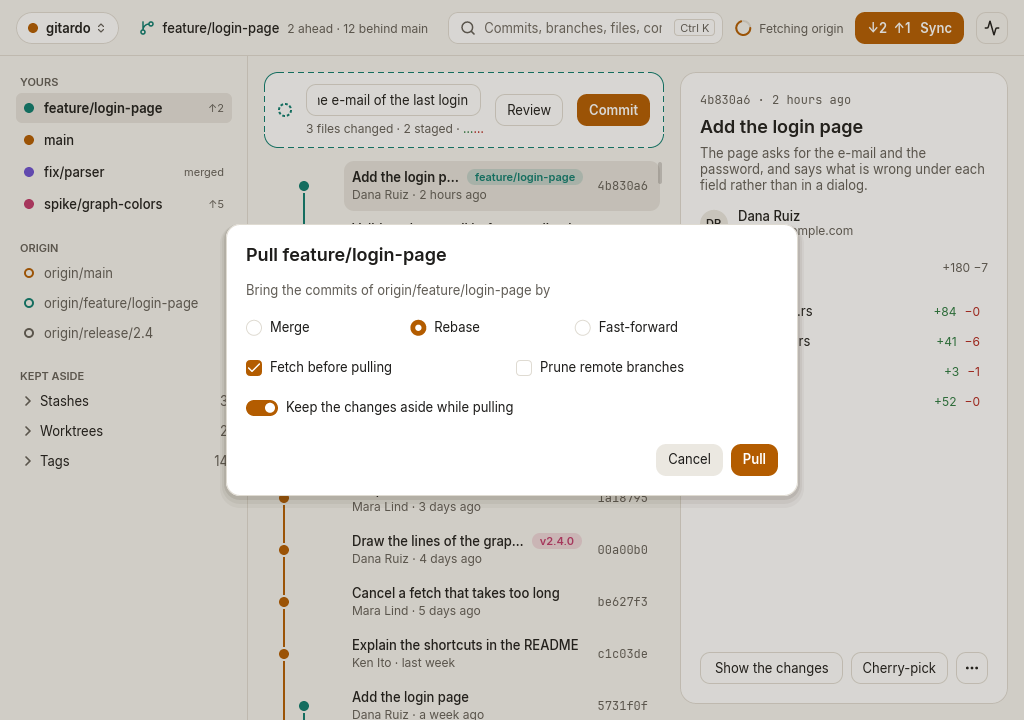 gitardo
feature/login-page 2 ahead · 12 behind main
Commits, branches, files, cor
Ctrl K
Fetching origin
↓2 ↑1 Sync
YOURS
feature/login-page ↑2
main
fix/parser merged
spike/graph-colors ↑5
ORIGIN
origin/main
origin/feature/login-page
origin/release/2.4
KEPT ASIDE
Stashes
Worktrees
Tags 14
e e-mail of the last login
3 files changed · 2 staged · ......
Review
Commit
Add the login p... feature/login-page
Dana Ruiz · 2 hours ago
4b830a6
4b830a6 · 2 hours ago
Add the login page
The page asks for the e-mail and the
password, and says what is wrong under each
field rather than in a dialog.
Dana Ruiz
mple.com
+180 −7
.rs +84 −0
rs +41 −6
+3 −1
+52 −0
Pull feature/login-page
Bring the commits of origin/feature/login-page by
Merge
Rebase
Fast-forward
Fetch before pulling
Prune remote branches
Keep the changes aside while pulling
Cancel
Pull
Mara Lind · 3 days ago
Draw the lines of the grap... v2.4.0
Dana Ruiz · 4 days ago
00a00b0
Cancel a fetch that takes too long
Mara Lind · 5 days ago
be627f3
Explain the shortcuts in the README
Ken Ito · last week
c1c03de
Add the login page
Dana Ruiz · a week ago
5731f0f
Show the changes
Cherry-pick